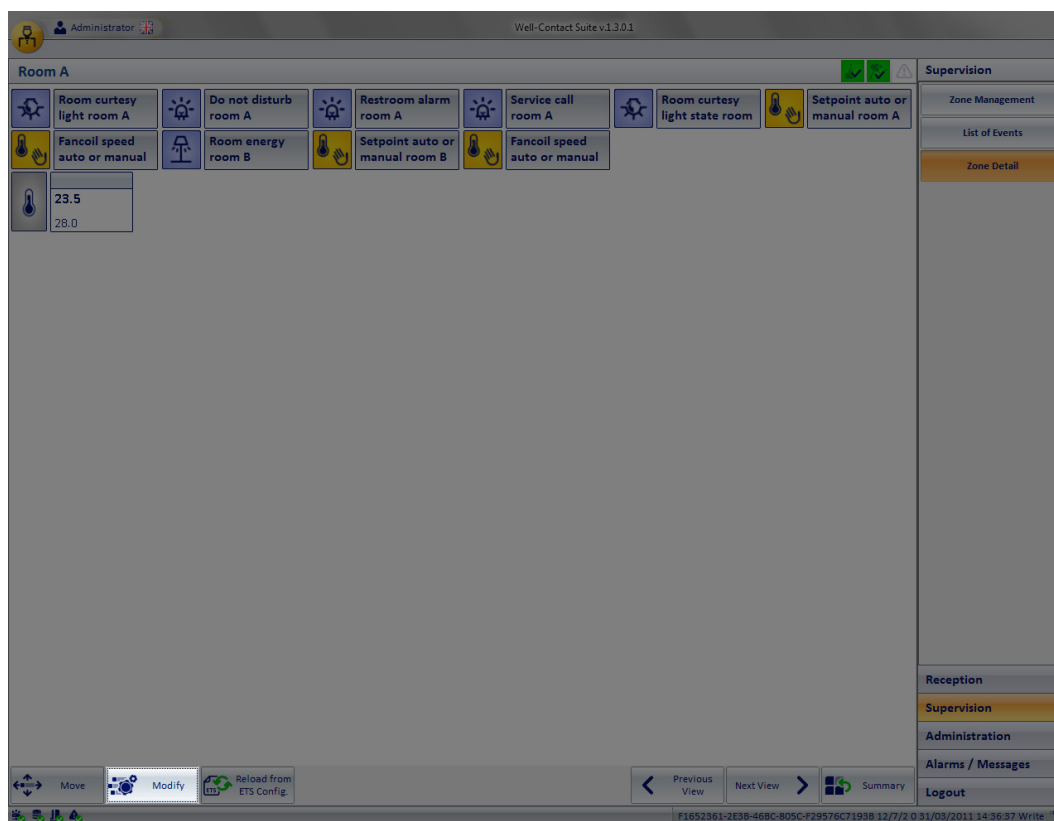 Administrator
Well-Contact Suite v.1.3.0.1
Room A
Supervision
Room curtesy
light room A
Do not disturb
room A
Restroom alarm
room A
Service call
room A
Room curtesy
light state room
Setpoint auto or
manual room A
Fancoil speed
auto or manual
Room energy
room B
Setpoint auto or
manual room B
Fancoil speed
auto or manual
23.5
28.0
Zone Management
List of Events
Zone Detail
Reception
Supervision
Administration
Alarms / Messages
Logout
Move
Modify
ETS
Reload from
ETS Config.
Previous
View
Next View
Summary
F1652361-2E3B-468C-805C-F29576C7193B 12/7/2 0 31/03/2011 14:36:37 Write